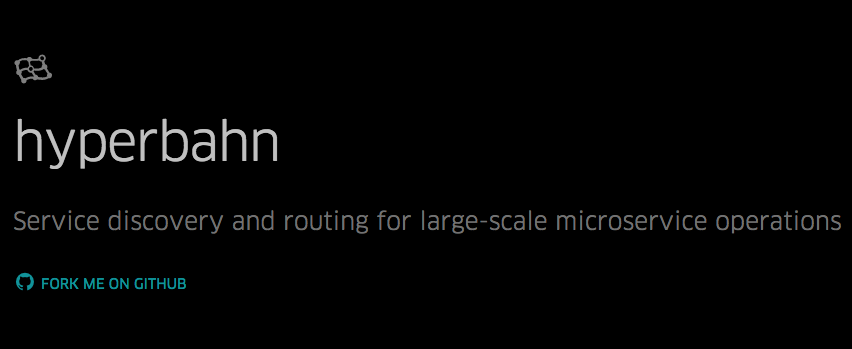 hyperbahn
Service discovery and routing for large-scale microservice operations
FORK ME ON GITHUB